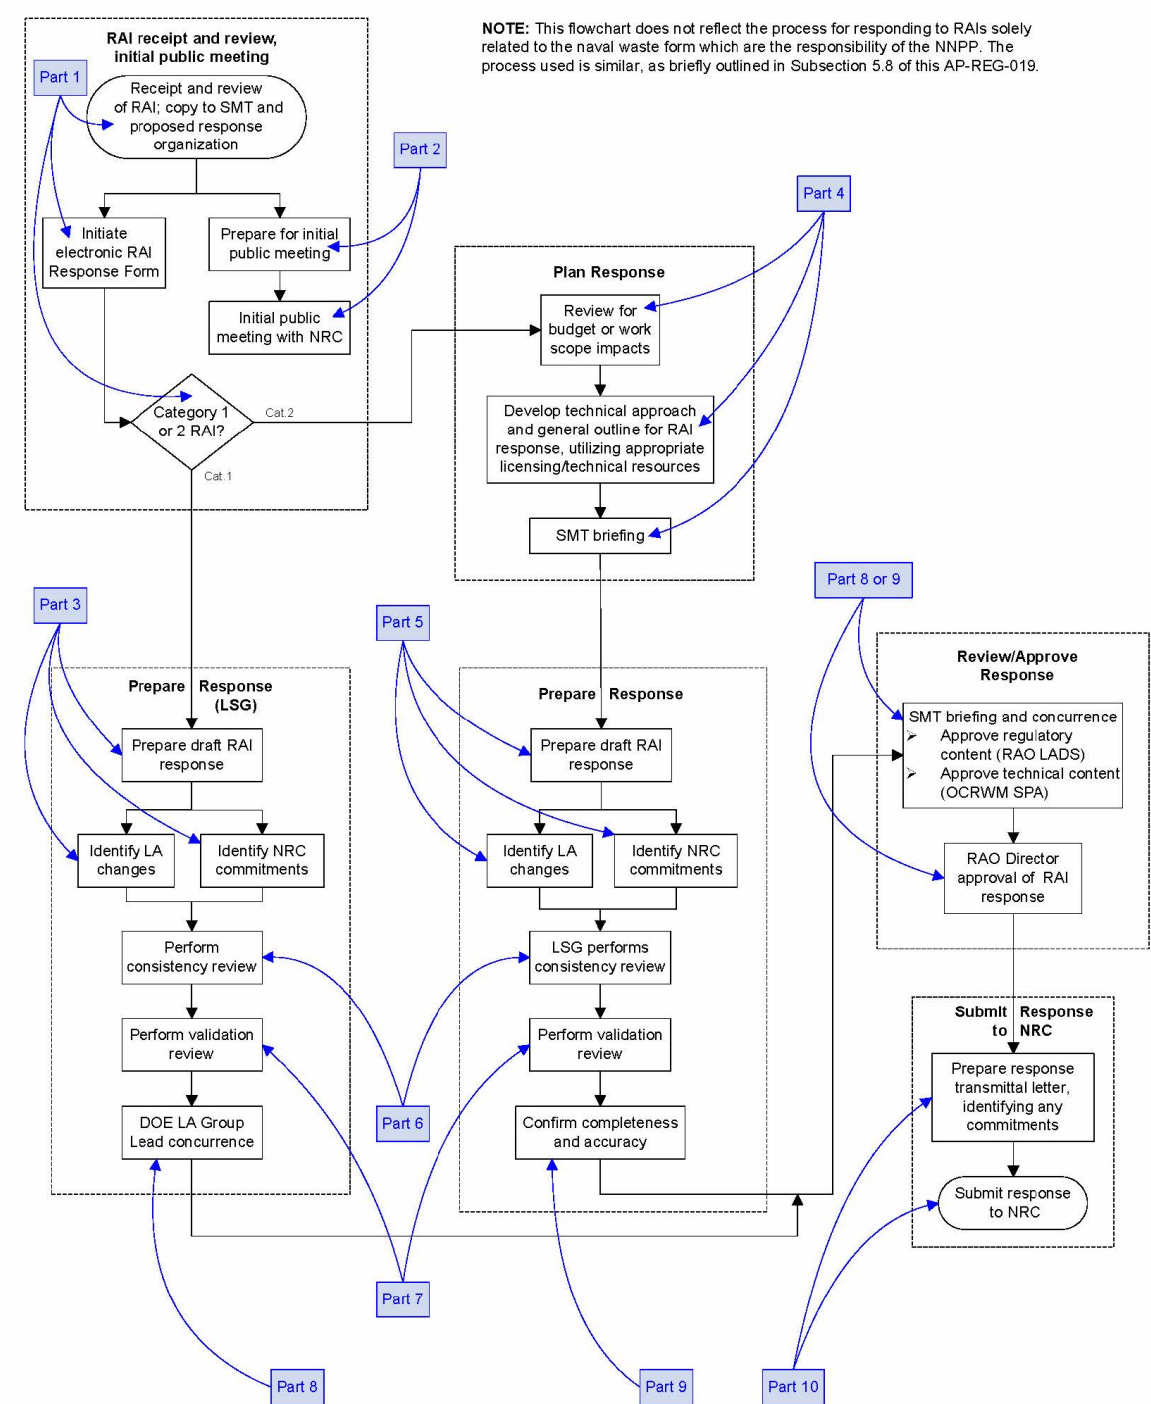 NOTE: This flowchart does not reflect the process for responding to RAIs solely
related to the naval waste form which are the responsibility of the NNPP. The
process used is similar, as briefly outlined in Subsection 5.8 of this AP-REG-019.
RAI receipt and review,
initial public meeting
Part 1
Receipt and review
of RAI; copy to SMT and
proposed response
organization
Part 2
Initiate
electronic RAI
Response Form
Prepare for initial
public meeting
Initial public
meeting with NRC
Category 1
or 2 RAI?
Cat.2
Cat.1
Part 4
Plan Response
Review for
budget or work
scope impacts
Develop technical approach
and general outline for RAI
response, utilizing appropriate
licensing/technical resources
SMT briefing
Part 3
Prepare Response
(LSG)
Prepare draft RAI
response
Identify LA
changes
Identify NRC
commitments
Perform
consistency review
Perform validation
review
DOE LA Group
Lead concurrence
Part 5
Prepare Response
Prepare draft RAI
response
Identify LA
changes
Identify NRC
commitments
LSG performs
consistency review
Perform validation
review
Confirm completeness
and accuracy
Part 6
Part 7
Part 8
Part 9
Part 8 or 9
Review/Approve
Response
SMT briefing and concurrence
➢ Approve regulatory
content (RAO LADS)
➢ Approve technical content
(OCRWM SPA)
RAO Director
approval of RAI
response
Submit Response
to NRC
Prepare response
transmittal letter,
identifying any
commitments
Submit response
to NRC
Part 10